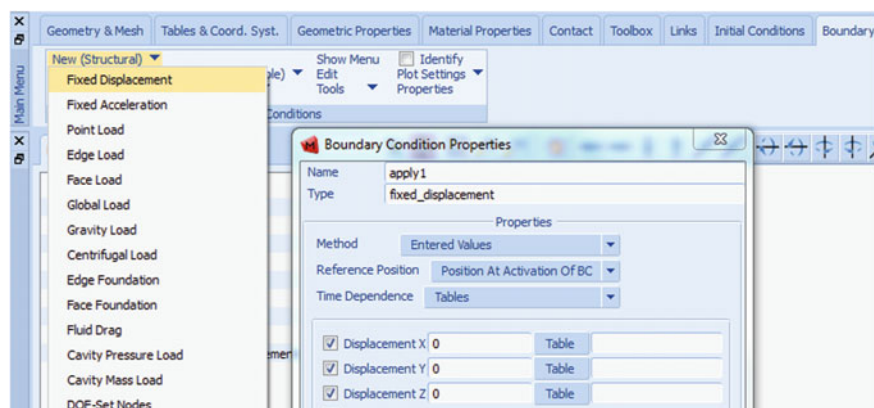 Geometry & Mesh Tables & Coord. Syst. Geometric Properties Material Properties Contact Toolbox Links Initial Conditions Boundary
Main Menu
New (Structural)
Fixed Displacement
Fixed Acceleration
Point Load
Edge Load
Face Load
Global Load
Gravity Load
Centrifugal Load
Edge Foundation
Face Foundation
Fluid Drag
Cavity Pressure Load
Cavity Mass Load
DOF-Set Nodes
Show Menu Identify
Edit Plot Settings
Tools Properties
Conditions
Boundary Condition Properties
Name apply1
Type fixed_displacement
Properties
Method Entered Values
Reference Position Position At Activation Of BC
Time Dependence Tables
Displacement X 0 Table
Displacement Y 0 Table
Displacement Z 0 Table